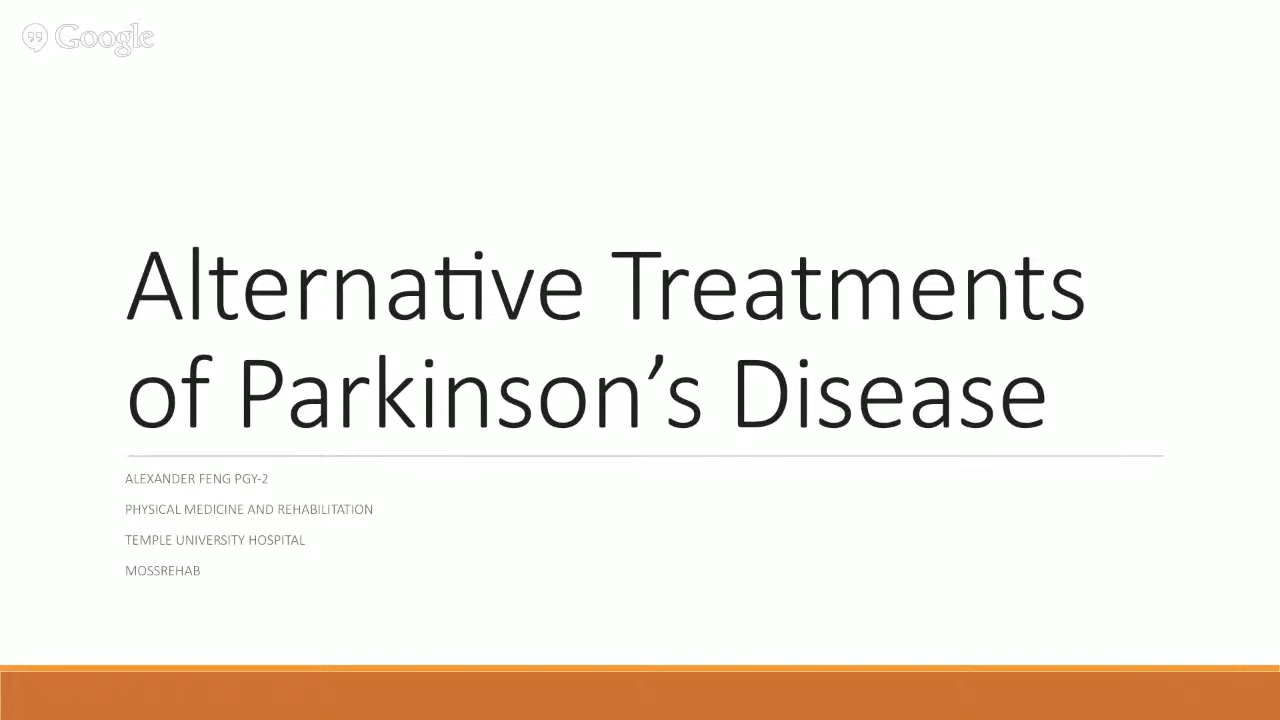 Google
Alternative Treatments
of Parkinson’s Disease
ALEXANDER FENG PGY-2
PHYSICAL MEDICINE AND REHABILITATION
TEMPLE UNIVERSITY HOSPITAL
MOSSREHAB